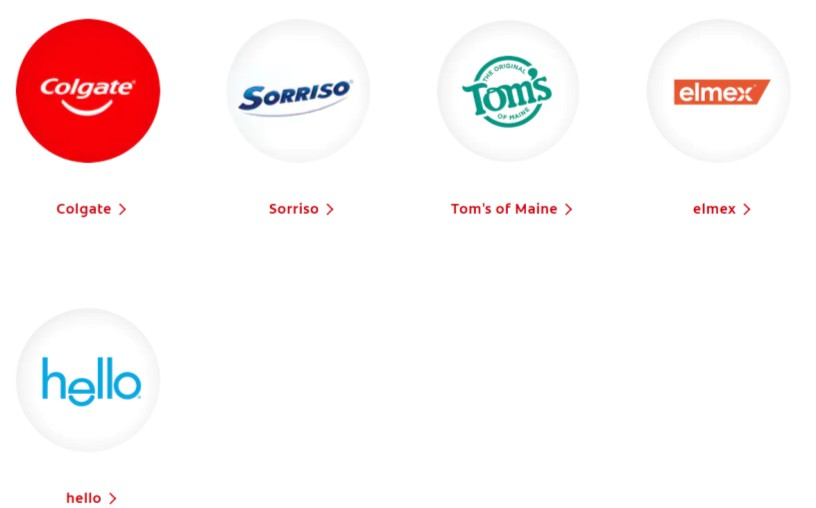 Colgate
SORRISO
THE ORIGINAL
Tom's
OF MAINE
elmex
Colgate
Sorriso
Tom's of Maine
elmex
hello
hello